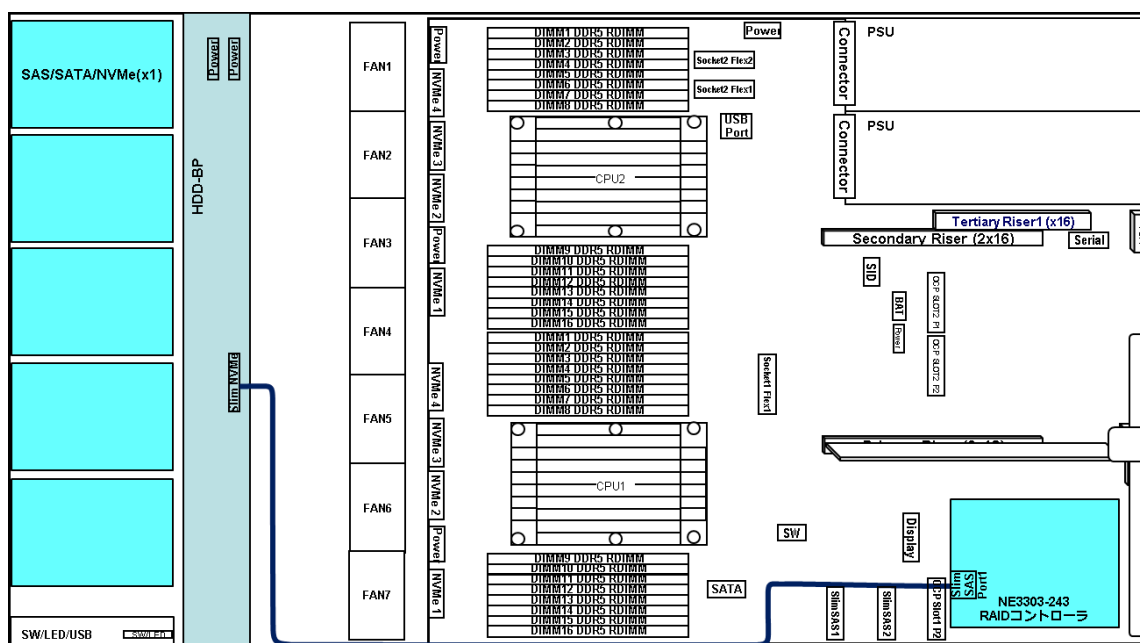 SAS/SATA/NVMe(x1)
Power
Power
HDD-BP
Slim NVMe
SW/LED/USB
SW/LED
FAN1
FAN2
FAN3
FAN4
FAN5
FAN6
FAN7
Power
NVMe 4
NVMe 3
NVMe 2
Power
NVMe 1
NVMe 4
NVMe 3
NVMe 2
Power
NVMe 1
DIMM1 DDR5 RDIMM
DIMM2 DDR5 RDIMM
DIMM3 DDR5 RDIMM
DIMM4 DDR5 RDIMM
DIMM5 DDR5 RDIMM
DIMM6 DDR5 RDIMM
DIMM7 DDR5 RDIMM
DIMM8 DDR5 RDIMM
CPU2
DIMM9 DDR5 RDIMM
DIMM10 DDR5 RDIMM
DIMM11 DDR5 RDIMM
DIMM12 DDR5 RDIMM
DIMM13 DDR5 RDIMM
DIMM14 DDR5 RDIMM
DIMM15 DDR5 RDIMM
DIMM16 DDR5 RDIMM
DIMM1 DDR5 RDIMM
DIMM2 DDR5 RDIMM
DIMM3 DDR5 RDIMM
DIMM4 DDR5 RDIMM
DIMM5 DDR5 RDIMM
DIMM6 DDR5 RDIMM
DIMM7 DDR5 RDIMM
DIMM8 DDR5 RDIMM
CPU1
DIMM9 DDR5 RDIMM
DIMM10 DDR5 RDIMM
DIMM11 DDR5 RDIMM
DIMM12 DDR5 RDIMM
DIMM13 DDR5 RDIMM
DIMM14 DDR5 RDIMM
DIMM15 DDR5 RDIMM
DIMM16 DDR5 RDIMM
Power
Socket2 Flex2
Socket2 Flex1
USB
Port
Connector
PSU
Connector
PSU
Tertiary Riser1 (x16)
Secondary Riser (2x16)
Serial
SID
BAT
Power
OCP SLOT2 P1
OCP SLOT2 P2
Socket1 Flex1
SW
Display
SATA
SlimSAS1
SlimSAS2
OCP Slot1 P2
Slim
SAS
Port1
NE3303-243
RAIDコントローラ